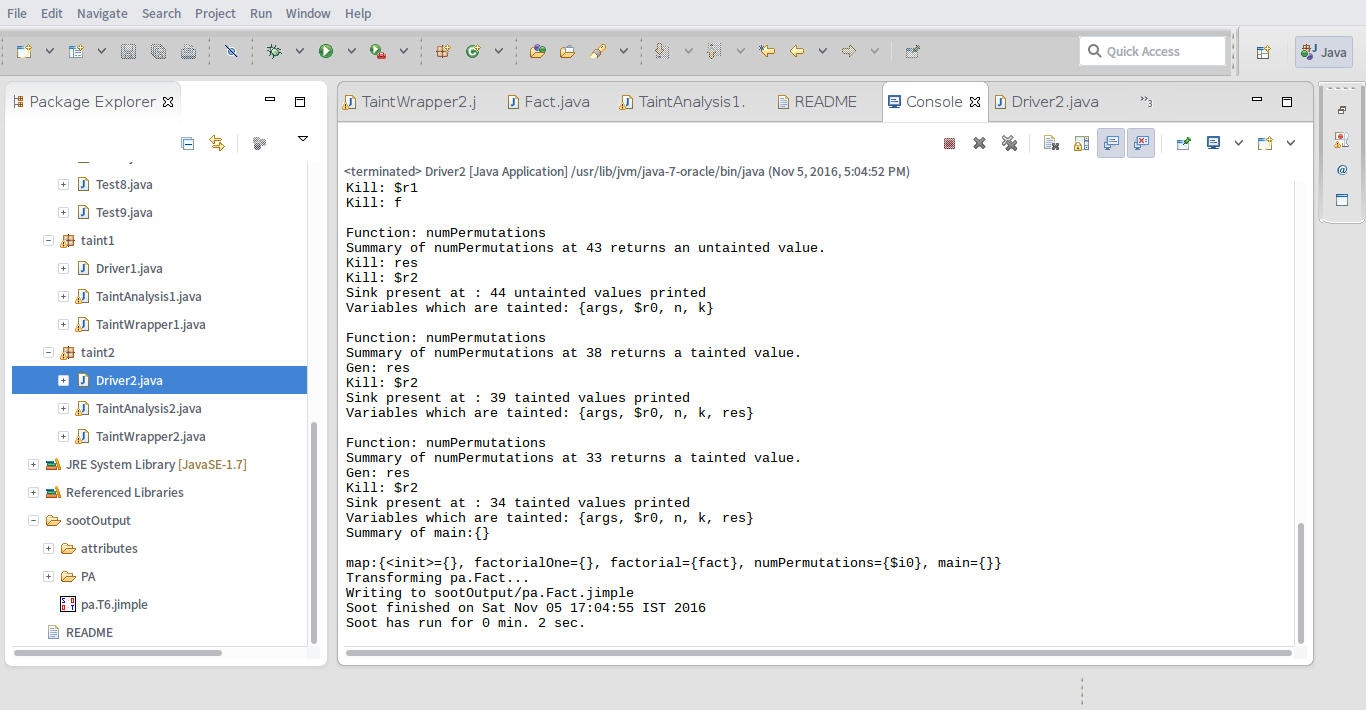 File Edit Navigate Search Project Run Window Help
Quick Access
Java
Package Explorer
Test8.java
Test9.java
taint1
Driver1.java
TaintAnalysis1.java
TaintWrapper1.java
taint2
Driver2.java
TaintAnalysis2.java
TaintWrapper2.java
JRE System Library [JavaSE-1.7]
Referenced Libraries
sootOutput
attributes
PA
pa.T6.jimple
README
TaintWrapper2.j Fact.java TaintAnalysis1. README Console Driver2.java »3
<terminated> Driver2 [Java Application] /usr/lib/jvm/java-7-oracle/bin/java (Nov 5, 2016, 5:04:52 PM)
Kill: $r1
Kill: f
Function: numPermutations
Summary of numPermutations at 43 returns an untainted value.
Kill: res
Kill: $r2
Sink present at : 44 untainted values printed
Variables which are tainted: {args, $r0, n, k}
Function: numPermutations
Summary of numPermutations at 38 returns a tainted value.
Gen: res
Kill: $r2
Sink present at : 39 tainted values printed
Variables which are tainted: {args, $r0, n, k, res}
Function: numPermutations
Summary of numPermutations at 33 returns a tainted value.
Gen: res
Kill: $r2
Sink present at : 34 tainted values printed
Variables which are tainted: {args, $r0, n, k, res}
Summary of main:{}
map:{<init>={}, factorialOne={}, factorial={fact}, numPermutations={$i0}, main={}}
Transforming pa.Fact...
Writing to sootOutput/pa.Fact.jimple
Soot finished on Sat Nov 05 17:04:55 IST 2016
Soot has run for 0 min. 2 sec.